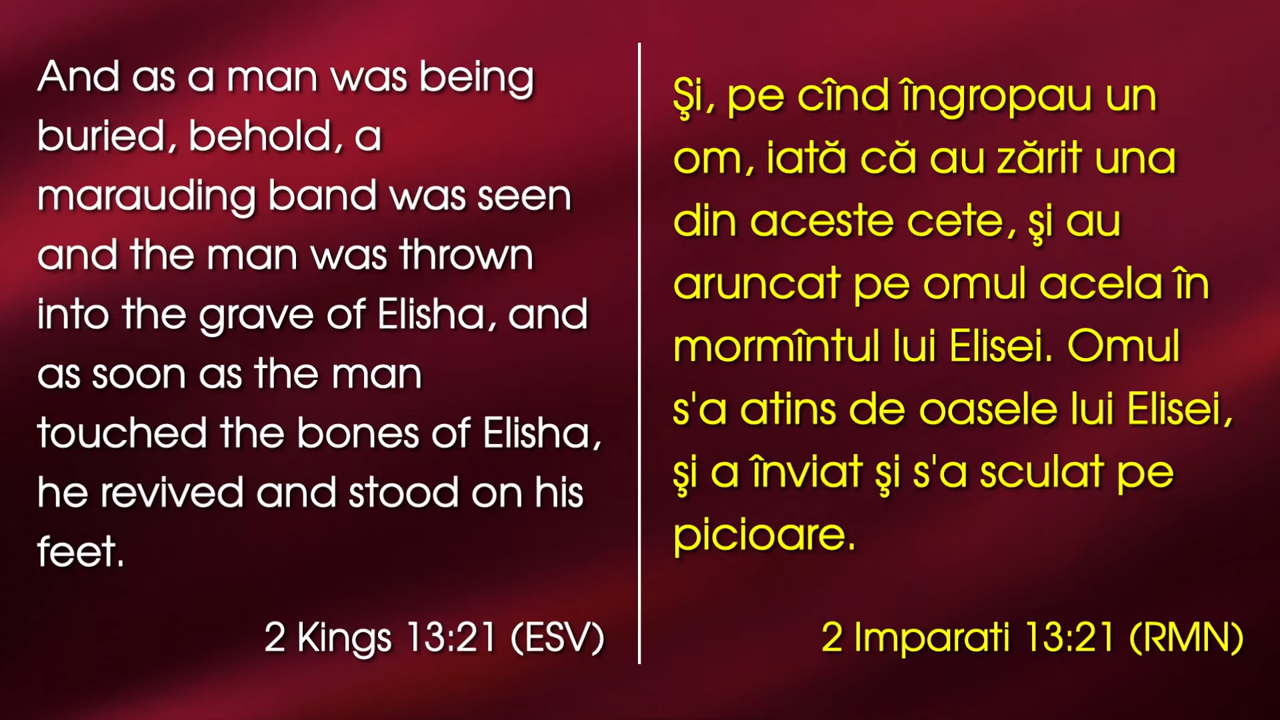 And as a man was being
buried, behold, a
marauding band was seen
and the man was thrown
into the grave of Elisha, and
as soon as the man
touched the bones of Elisha,
he revived and stood on his
feet.
2 Kings 13:21 (ESV)
Şi, pe cînd îngropau un
om, iată că au zărit una
din aceste cete, şi au
aruncat pe omul acela în
mormîntul lui Elisei. Omul
s'a atins de oasele lui Elisei,
şi a înviat şi s'a sculat pe
picioare.
2 Imparati 13:21 (RMN)